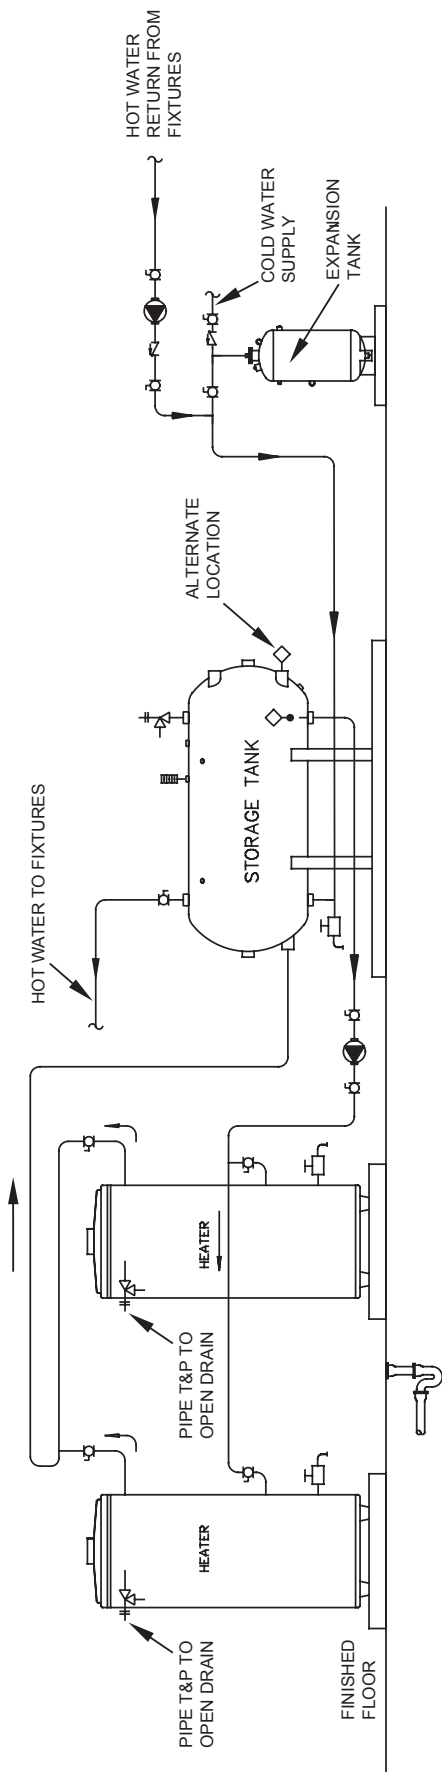 PIPE T&P TO
OPEN DRAIN
HEATER
FINISHED
FLOOR
PIPE T&P TO
OPEN DRAIN
HEATER
HOT WATER TO FIXTURES
STORAGE TANK
ALTERNATE
LOCATION
HOT WATER
RETURN FROM
FIXTURES
COLD WATER
SUPPLY
EXPANSION
TANK